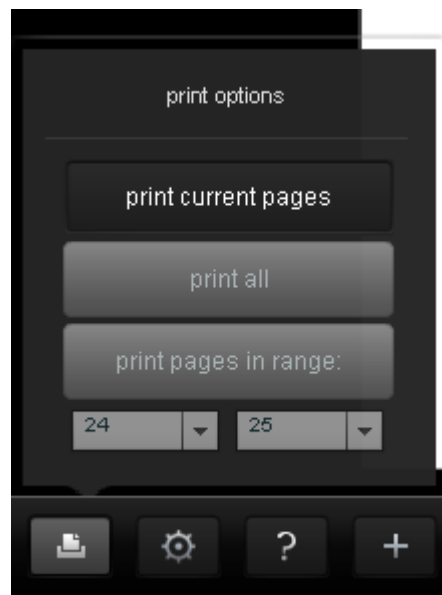 print options
print current pages
print all
print pages in range:
24 25
?
+